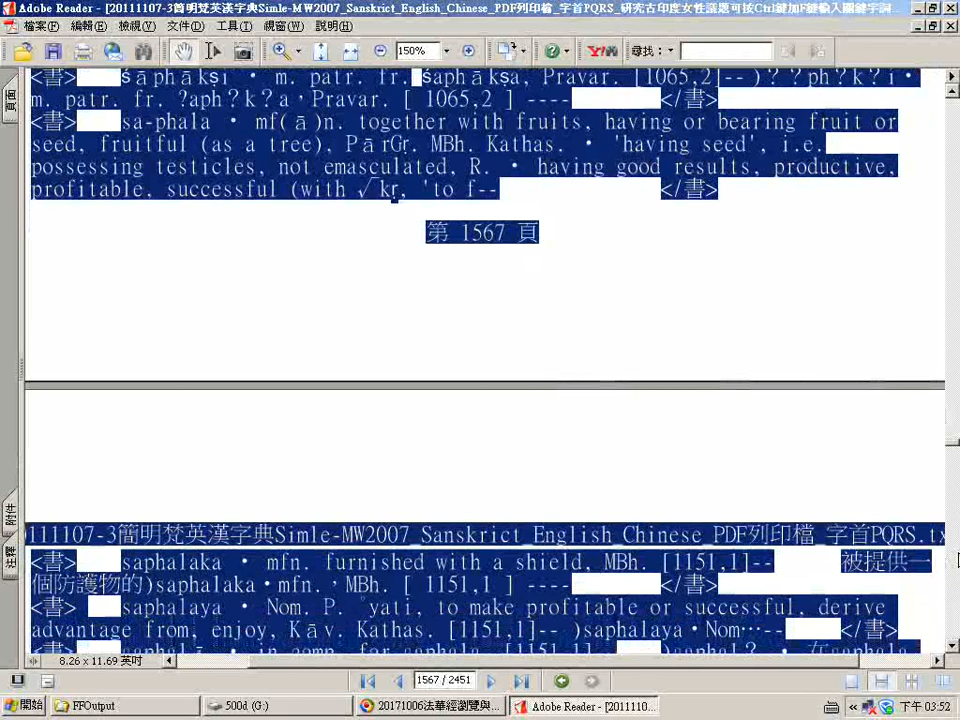 Adobe Reader - [20111107-3簡明梵英漢字典Simle-MW2007_Sanskrict_English_Chinese_PDF列印檔_字首PQRS_研究古印度女性議題可按Ctrl鍵加F鍵輸入關鍵字詞
檔案(F) 編輯(E) 檢視(V) 文件(D) 工具(T) 視窗(W) 說明(H)
150% Y! 尋找:
頁面
<書> śāphākṣi • m. patr. fr. śaphākṣa, Pravar. [1065,2]-- )??ph?k?i•
m. patr. fr. ?aph?k?a,Pravar. [ 1065,2 ] ---- </書>
<書> sa-phala • mf(ā)n. together with fruits, having or bearing fruit or
seed, fruitful (as a tree), PārGṛ. MBh. Kathas. • 'having seed', i.e.
possessing testicles, not emasculated, R. • having good results, productive,
profitable, successful (with √kṛ, 'to f-- </書>
第 1567 頁
附件
註釋
111107-3簡明梵英漢字典Simle-MW2007_Sanskrict_English_Chinese_PDF列印檔_字首PQRS.tx
<書> saphalaka • mfn. furnished with a shield, MBh. [1151,1]-- 被提供一
個防護物的)saphalaka•mfn.,MBh. [ 1151,1 ] ---- </書>
<書> saphalaya • Nom. P. °yati, to make profitable or successful, derive
advantage from, enjoy, Kāv. Kathas. [1151,1]-- )saphalaya•Nom…-- </書>
8.26 x 11.69 英吋
1567 / 2451
開始 FFOutput 500d (G:) 20171006法華經瀏覽與... Adobe Reader - [2011110... 下午 03:52